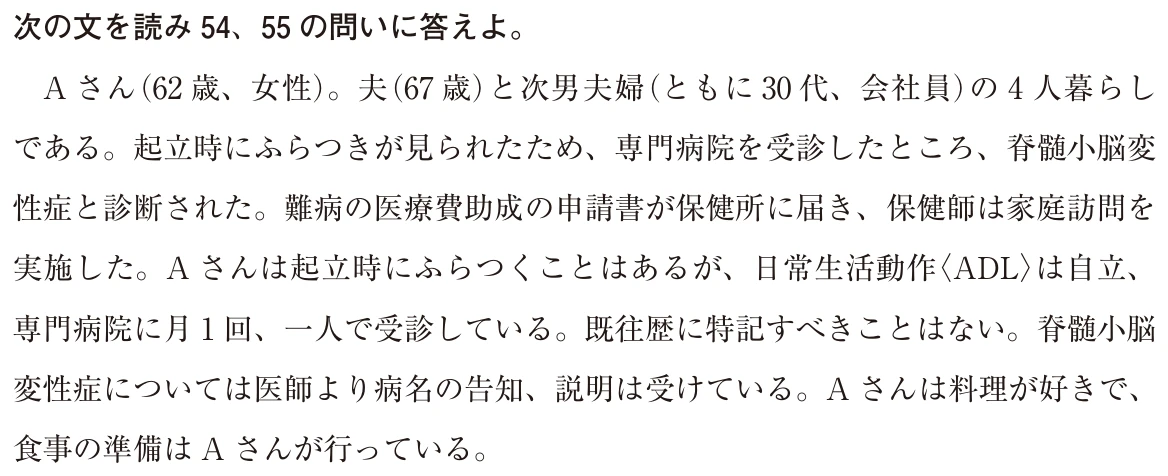 次の文を読み 54、55 の問いに答えよ。
A さん(62 歳、女性)。夫(67 歳)と次男夫婦(ともに 30 代、会社員)の 4 人暮らし
である。起立時にふらつきが見られたため、専門病院を受診したところ、脊髄小脳変
性症と診断された。難病の医療費助成の申請書が保健所に届き、保健師は家庭訪問を
実施した。A さんは起立時にふらつくことはあるが、日常生活動作〈ADL〉は自立、
専門病院に月 1 回、一人で受診している。既往歴に特記すべきことはない。脊髄小脳
変性症については医師より病名の告知、説明は受けている。A さんは料理が好きで、
食事の準備は A さんが行っている。